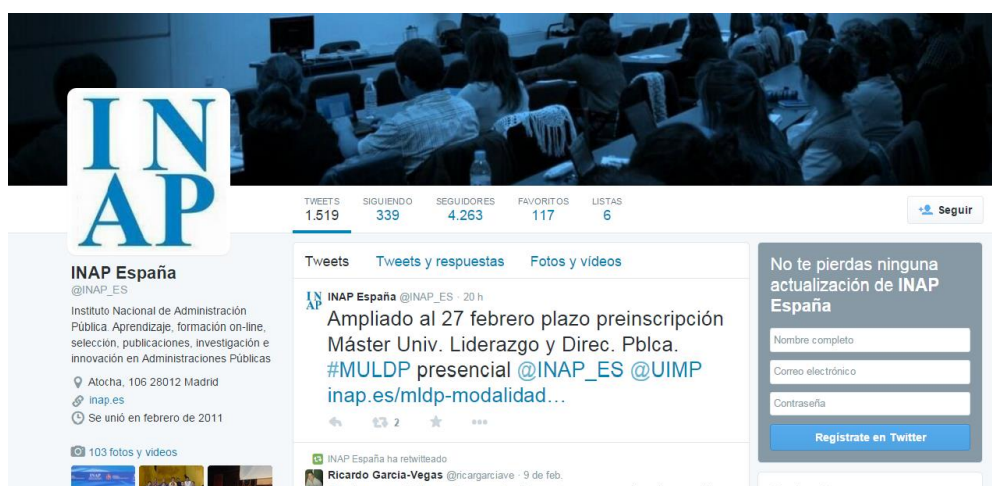 IN
AP
TWEETS SIGUIENDO SEGUIDORES FAVORITOS LISTAS
1.519 339 4.263 117 6
Seguir
INAP España
@INAP_ES
Instituto Nacional de Administración
Pública. Aprendizaje, formación on-line,
selección, publicaciones, investigación e
innovación en Administraciones Públicas
Atocha, 106 28012 Madrid
inap.es
Se unió en febrero de 2011
103 fotos y videos
Tweets Tweets y respuestas Fotos y vídeos
IN
AP
INAP España @INAP_ES · 20 h
Ampliado al 27 febrero plazo preinscripción
Máster Univ. Liderazgo y Direc. Pblca.
#MULDP presencial @INAP_ES @UIMP
inap.es/mldp-modalidad…
2
INAP España ha retwitteado
Ricardo Garcia-Vegas @ricargarciave · 9 de feb.
No te pierdas ninguna
actualización de INAP
España
Nombre completo
Correo electrónico
Contraseña
Regístrate en Twitter